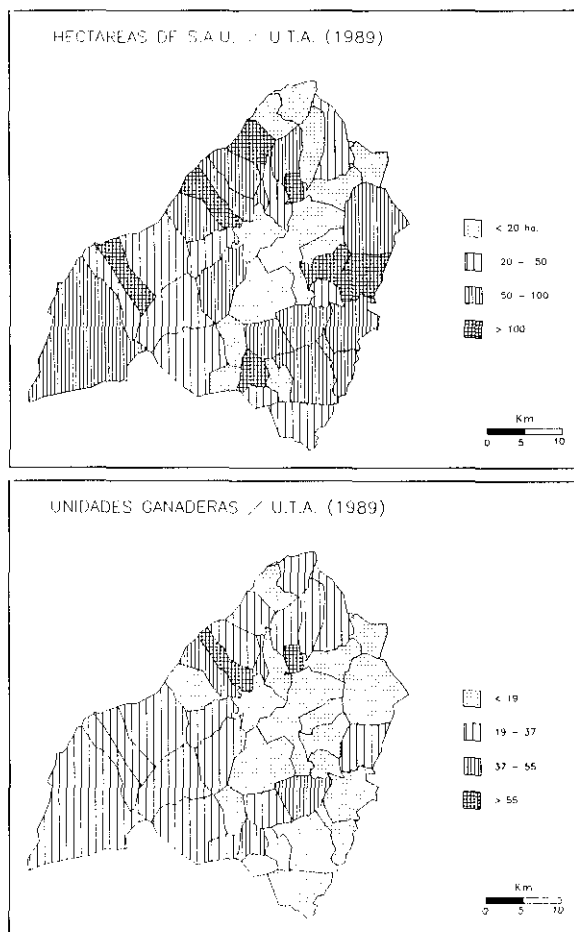 HECTAREAS DE S.A.U. / U.T.A. (1989)
< 20 ha.
20 - 50
50 - 100
> 100
Km
0 5 10
UNIDADES GANADERAS / U.T.A. (1989)
< 19
19 - 37
37 - 55
> 55
Km
0 5 10